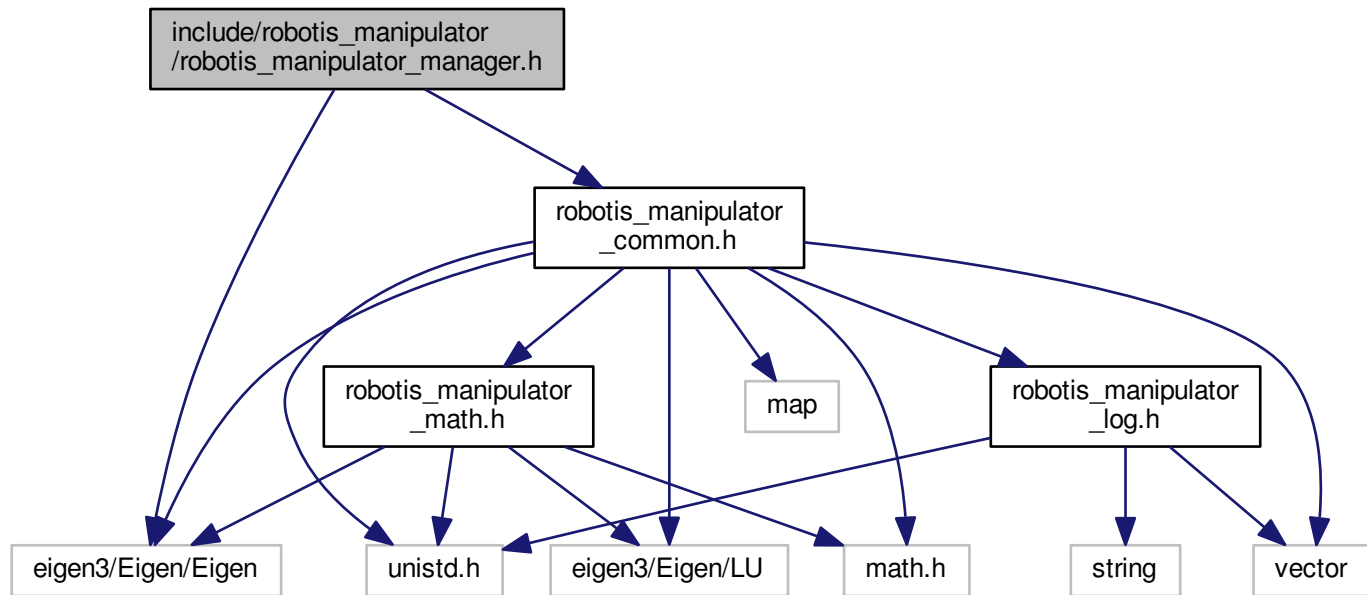 include/robotis_manipulator
/robotis_manipulator_manager.h
robotis_manipulator
_common.h
robotis_manipulator
_math.h
map
robotis_manipulator
_log.h
eigen3/Eigen/Eigen
unistd.h
eigen3/Eigen/LU
math.h
string
vector